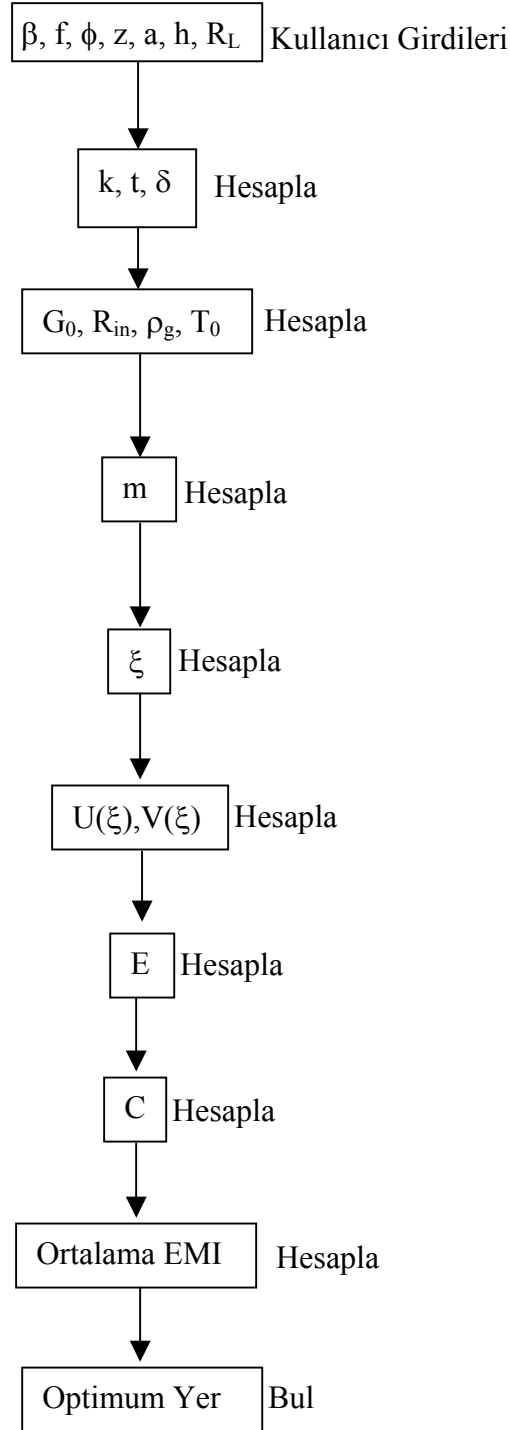 β, f, ϕ, z, a, h, R_L Kullanıcı Girdileri
k, t, δ Hesapla
G₀, R_in, ρ_g, T₀ Hesapla
m Hesapla
ξ Hesapla
U(ξ),V(ξ) Hesapla
E Hesapla
C Hesapla
Ortalama EMI Hesapla
Optimum Yer Bul